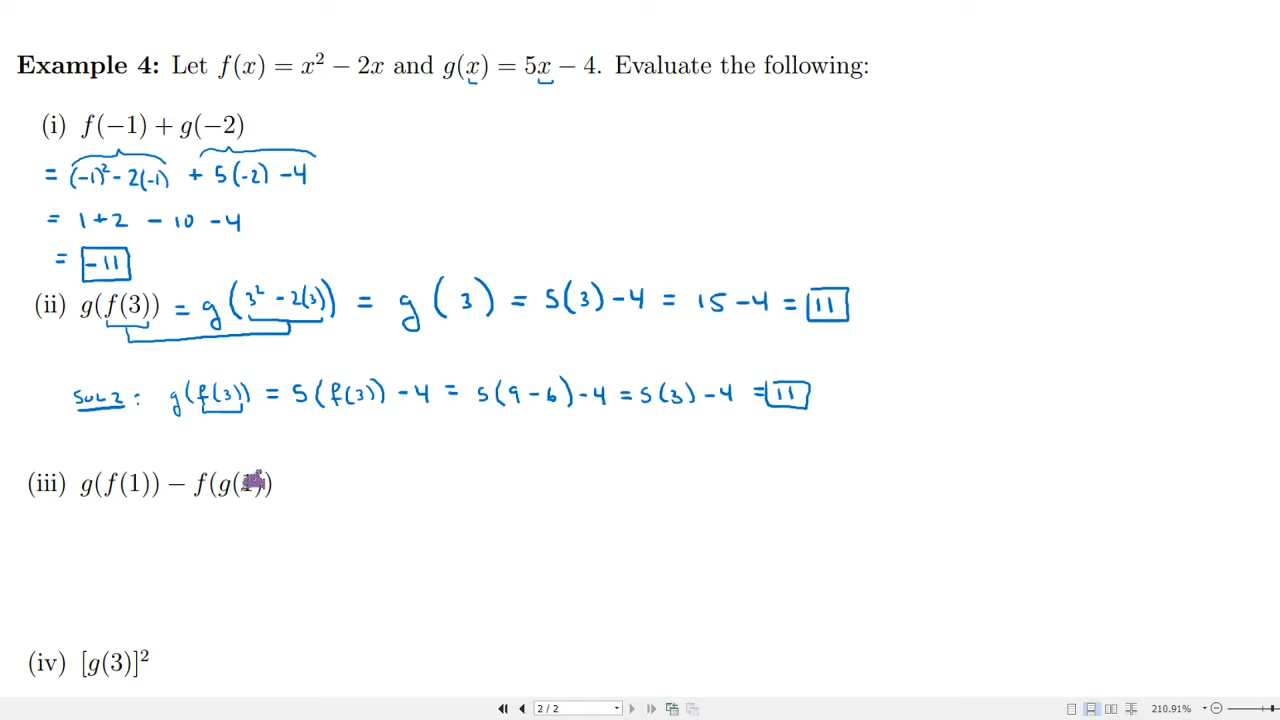 Example 4: Let f(x) = x² − 2x and g(x) = 5x − 4. Evaluate the following:
(i) f(−1) + g(−2)
= (-1)² - 2(-1) + 5(-2) - 4
= 1 + 2 - 10 - 4
= -11
(ii) g(f(3)) = g(3² - 2(3)) = g(3) = 5(3) - 4 = 15 - 4 = 11
Sol 2: g(f(3)) = 5(f(3)) - 4 = 5(9 - 6) - 4 = 5(3) - 4 = 11
(iii) g(f(1)) − f(g( ))
(iv) [g(3)]²
2 / 2
210.91%